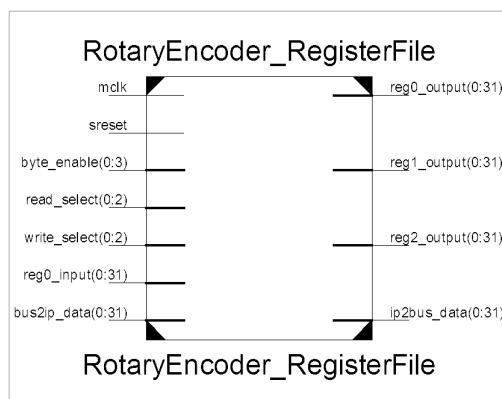 RotaryEncoder_RegisterFile
mclk
reg0_output(0:31)
sreset
byte_enable(0:3)
reg1_output(0:31)
read_select(0:2)
write_select(0:2)
reg2_output(0:31)
reg0_input(0:31)
bus2ip_data(0:31)
ip2bus_data(0:31)
RotaryEncoder_RegisterFile